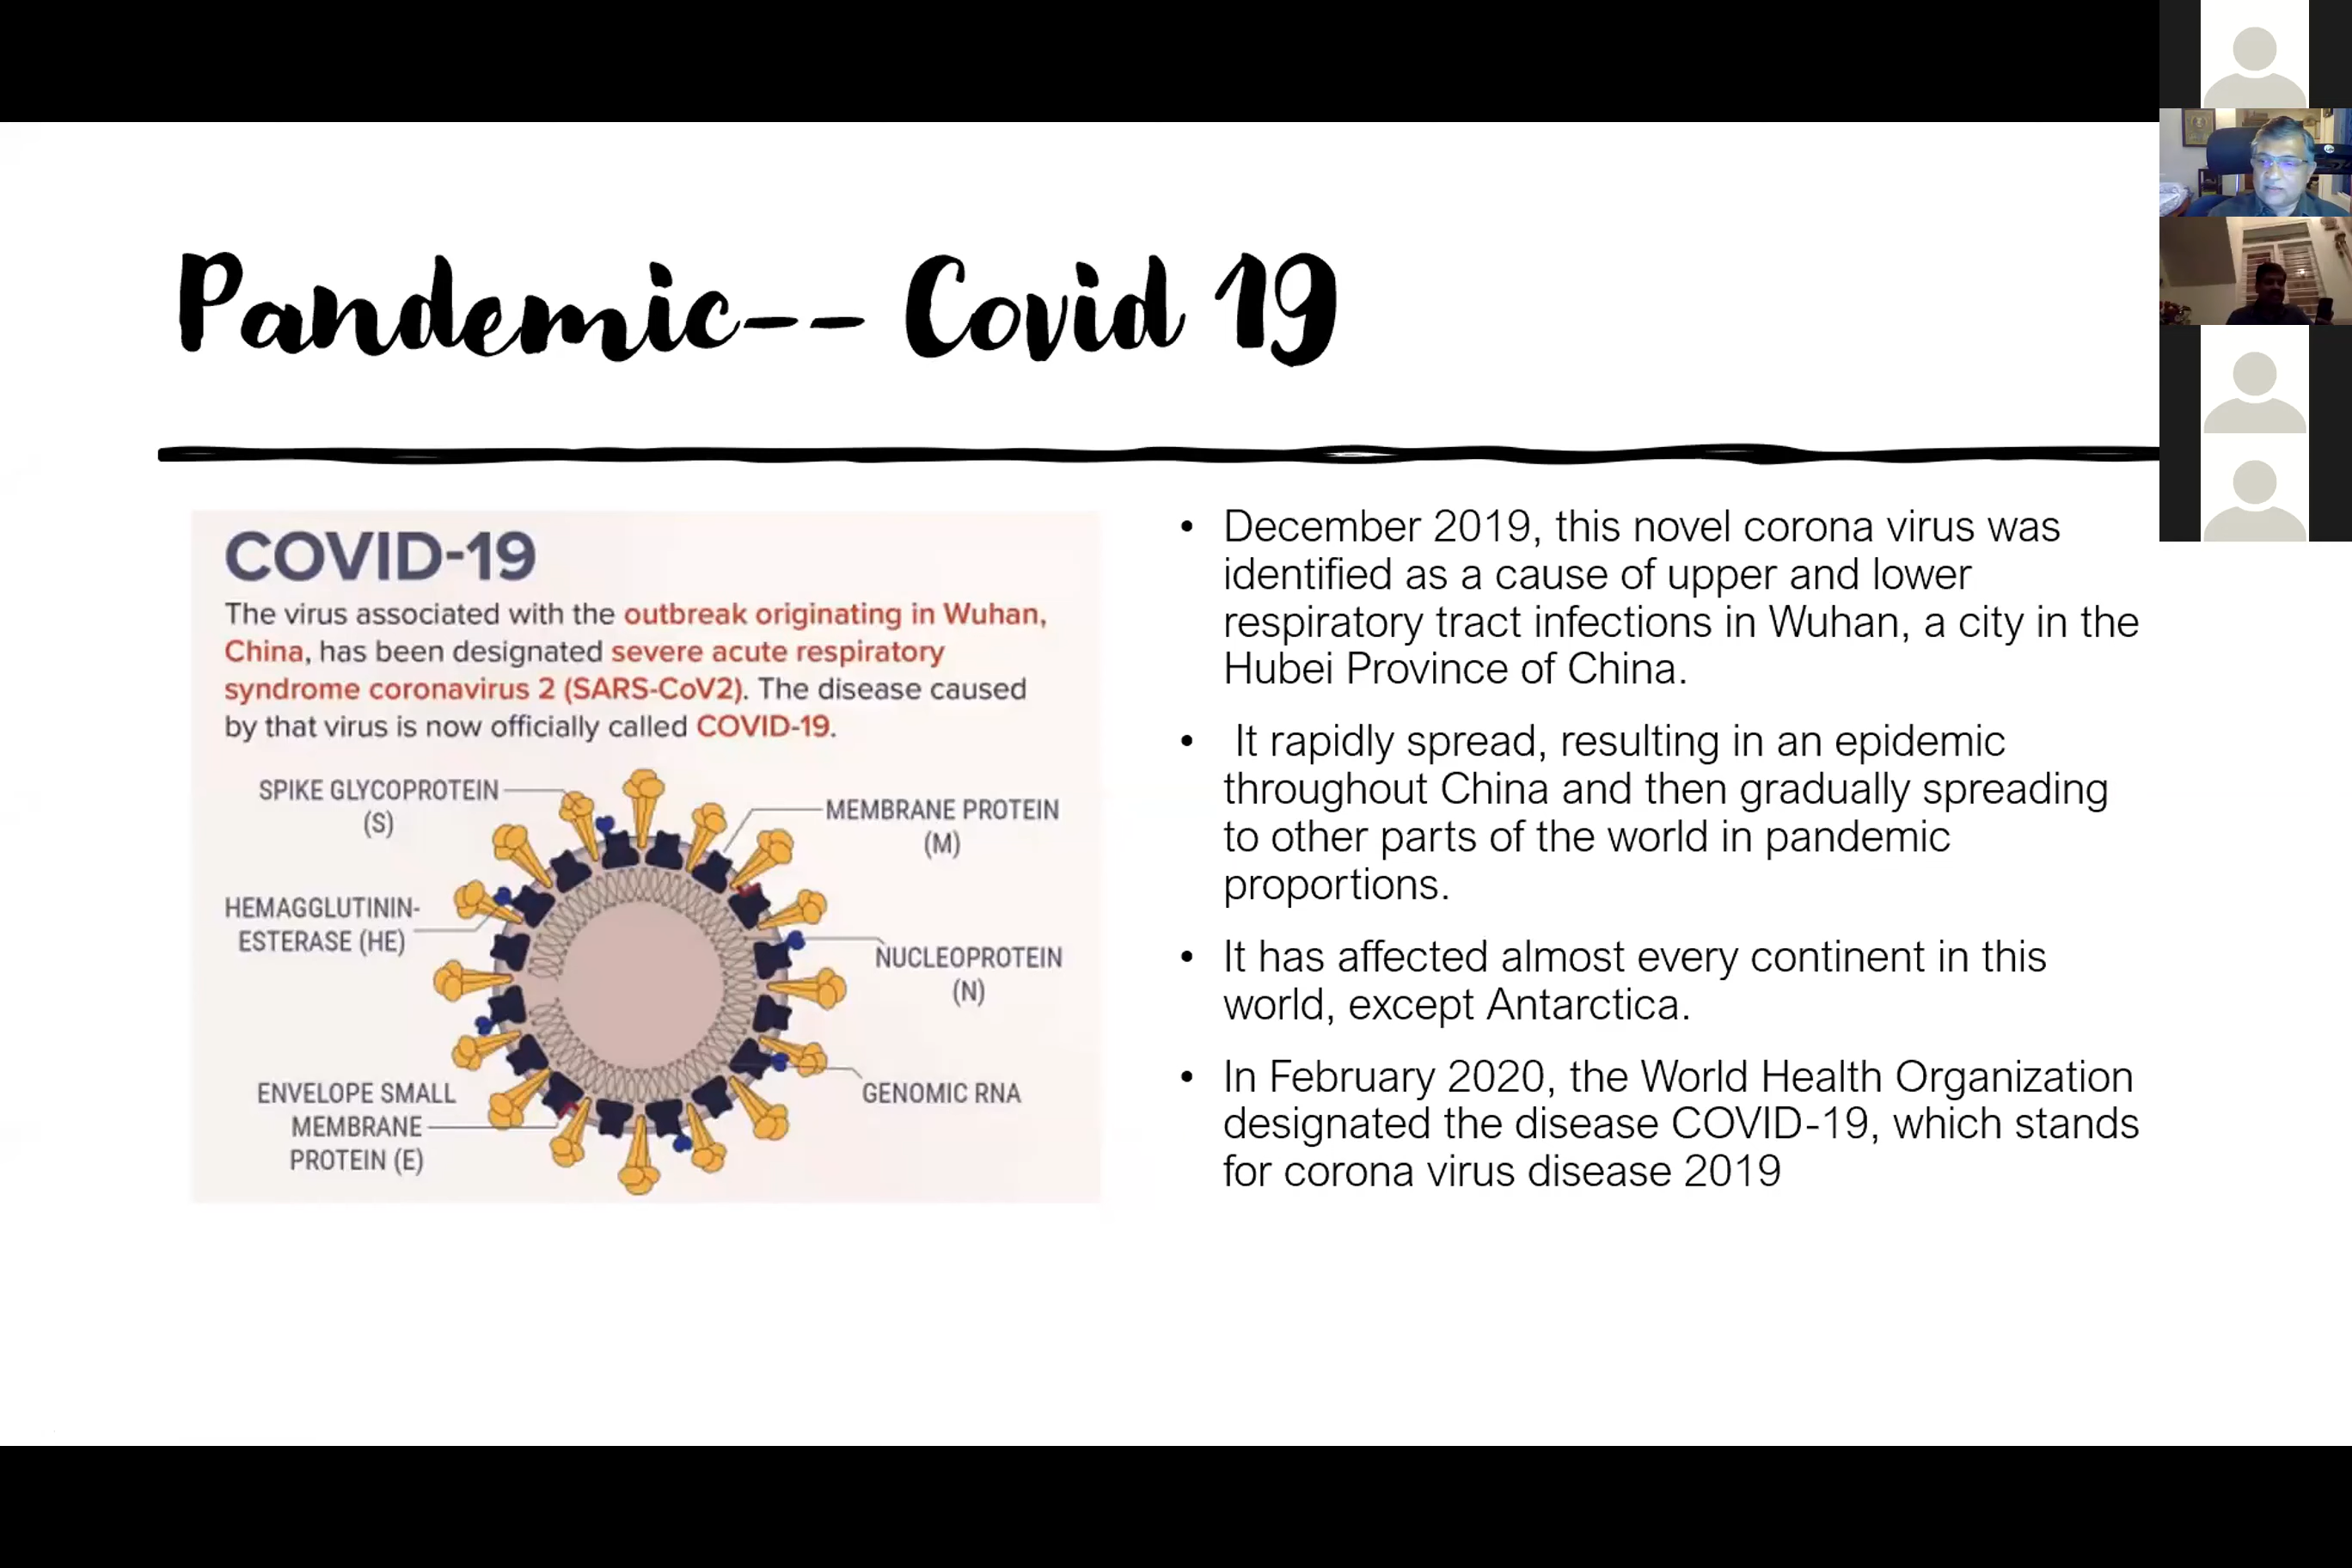 Pandemic-- Covid 19
COVID-19
The virus associated with the outbreak originating in Wuhan,
China, has been designated severe acute respiratory
syndrome coronavirus 2 (SARS-CoV2). The disease caused
by that virus is now officially called COVID-19.
SPIKE GLYCOPROTEIN
(S)
MEMBRANE PROTEIN
(M)
HEMAGGLUTININ-
ESTERASE (HE)
NUCLEOPROTEIN
(N)
ENVELOPE SMALL
MEMBRANE
PROTEIN (E)
GENOMIC RNA
• December 2019, this novel corona virus was
identified as a cause of upper and lower
respiratory tract infections in Wuhan, a city in the
Hubei Province of China.
• It rapidly spread, resulting in an epidemic
throughout China and then gradually spreading
to other parts of the world in pandemic
proportions.
• It has affected almost every continent in this
world, except Antarctica.
• In February 2020, the World Health Organization
designated the disease COVID-19, which stands
for corona virus disease 2019